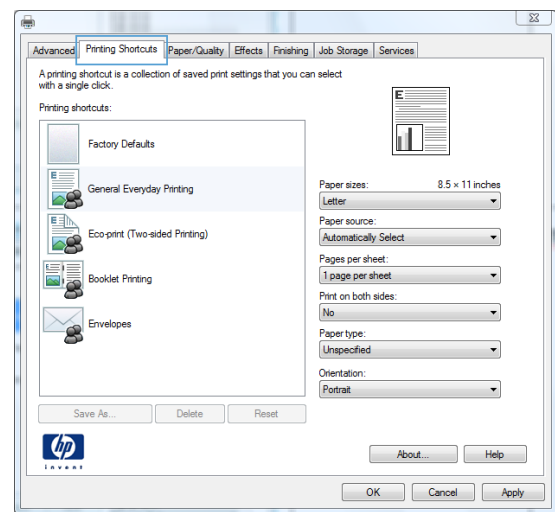 Advanced Printing Shortcuts Paper/Quality Effects Finishing Job Storage Services
A printing shortcut is a collection of saved print settings that you can select
with a single click.
Printing shortcuts:
Factory Defaults
General Everyday Printing
Eco-print (Two-sided Printing)
Booklet Printing
Envelopes
Save As... Delete Reset
E
Paper sizes: 8.5 × 11 inches
Letter
Paper source:
Automatically Select
Pages per sheet:
1 page per sheet
Print on both sides:
No
Paper type:
Unspecified
Orientation:
Portrait
hp
invent
About... Help
OK Cancel Apply